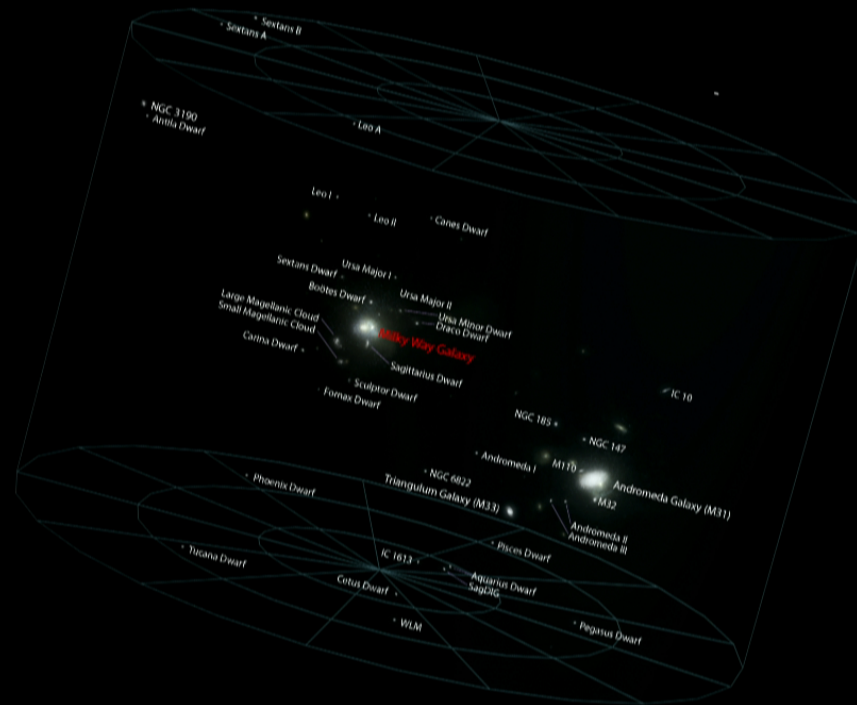 Sextans B
Sextans A
NGC 3190
Antlia Dwarf
Leo A
Leo I
Leo II
Canes Dwarf
Sextans Dwarf
Ursa Major I
Boötes Dwarf
Ursa Major II
Large Magellanic Cloud
Small Magellanic Cloud
Ursa Minor Dwarf
Draco Dwarf
Milky Way Galaxy
Carina Dwarf
Sagittarius Dwarf
Sculptor Dwarf
Fornax Dwarf
IC 10
NGC 185
NGC 147
Andromeda I
M110
NGC 6822
Andromeda Galaxy (M31)
Triangulum Galaxy (M33)
M32
Phoenix Dwarf
Andromeda II
Andromeda III
Pisces Dwarf
Tucana Dwarf
IC 1613
Cetus Dwarf
Aquarius Dwarf
SagDIG
WLM
Pegasus Dwarf